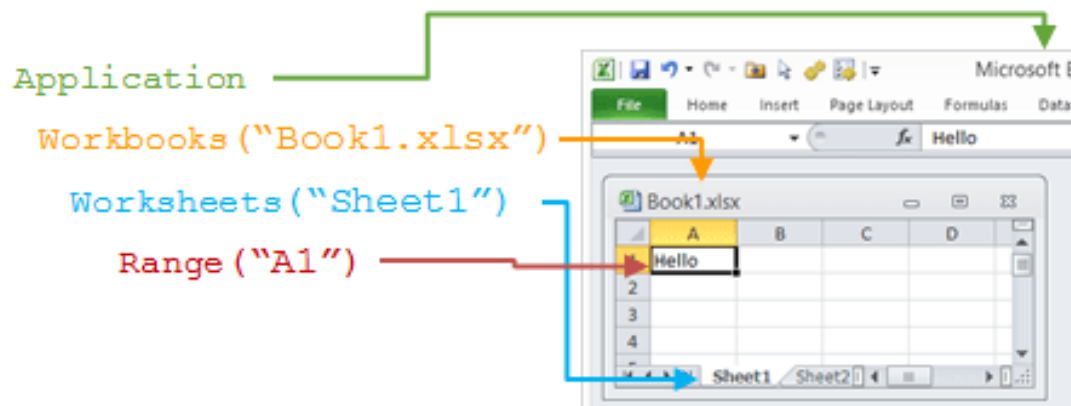 Application
Workbooks(“Book1.xlsx”)
Worksheets(“Sheet1”)
Range(“A1”)
Microsoft E
File Home Insert Page Layout Formulas Data
A1 fx Hello
Book1.xlsx
A B C D
Hello
2
3
4
Sheet1 Sheet2